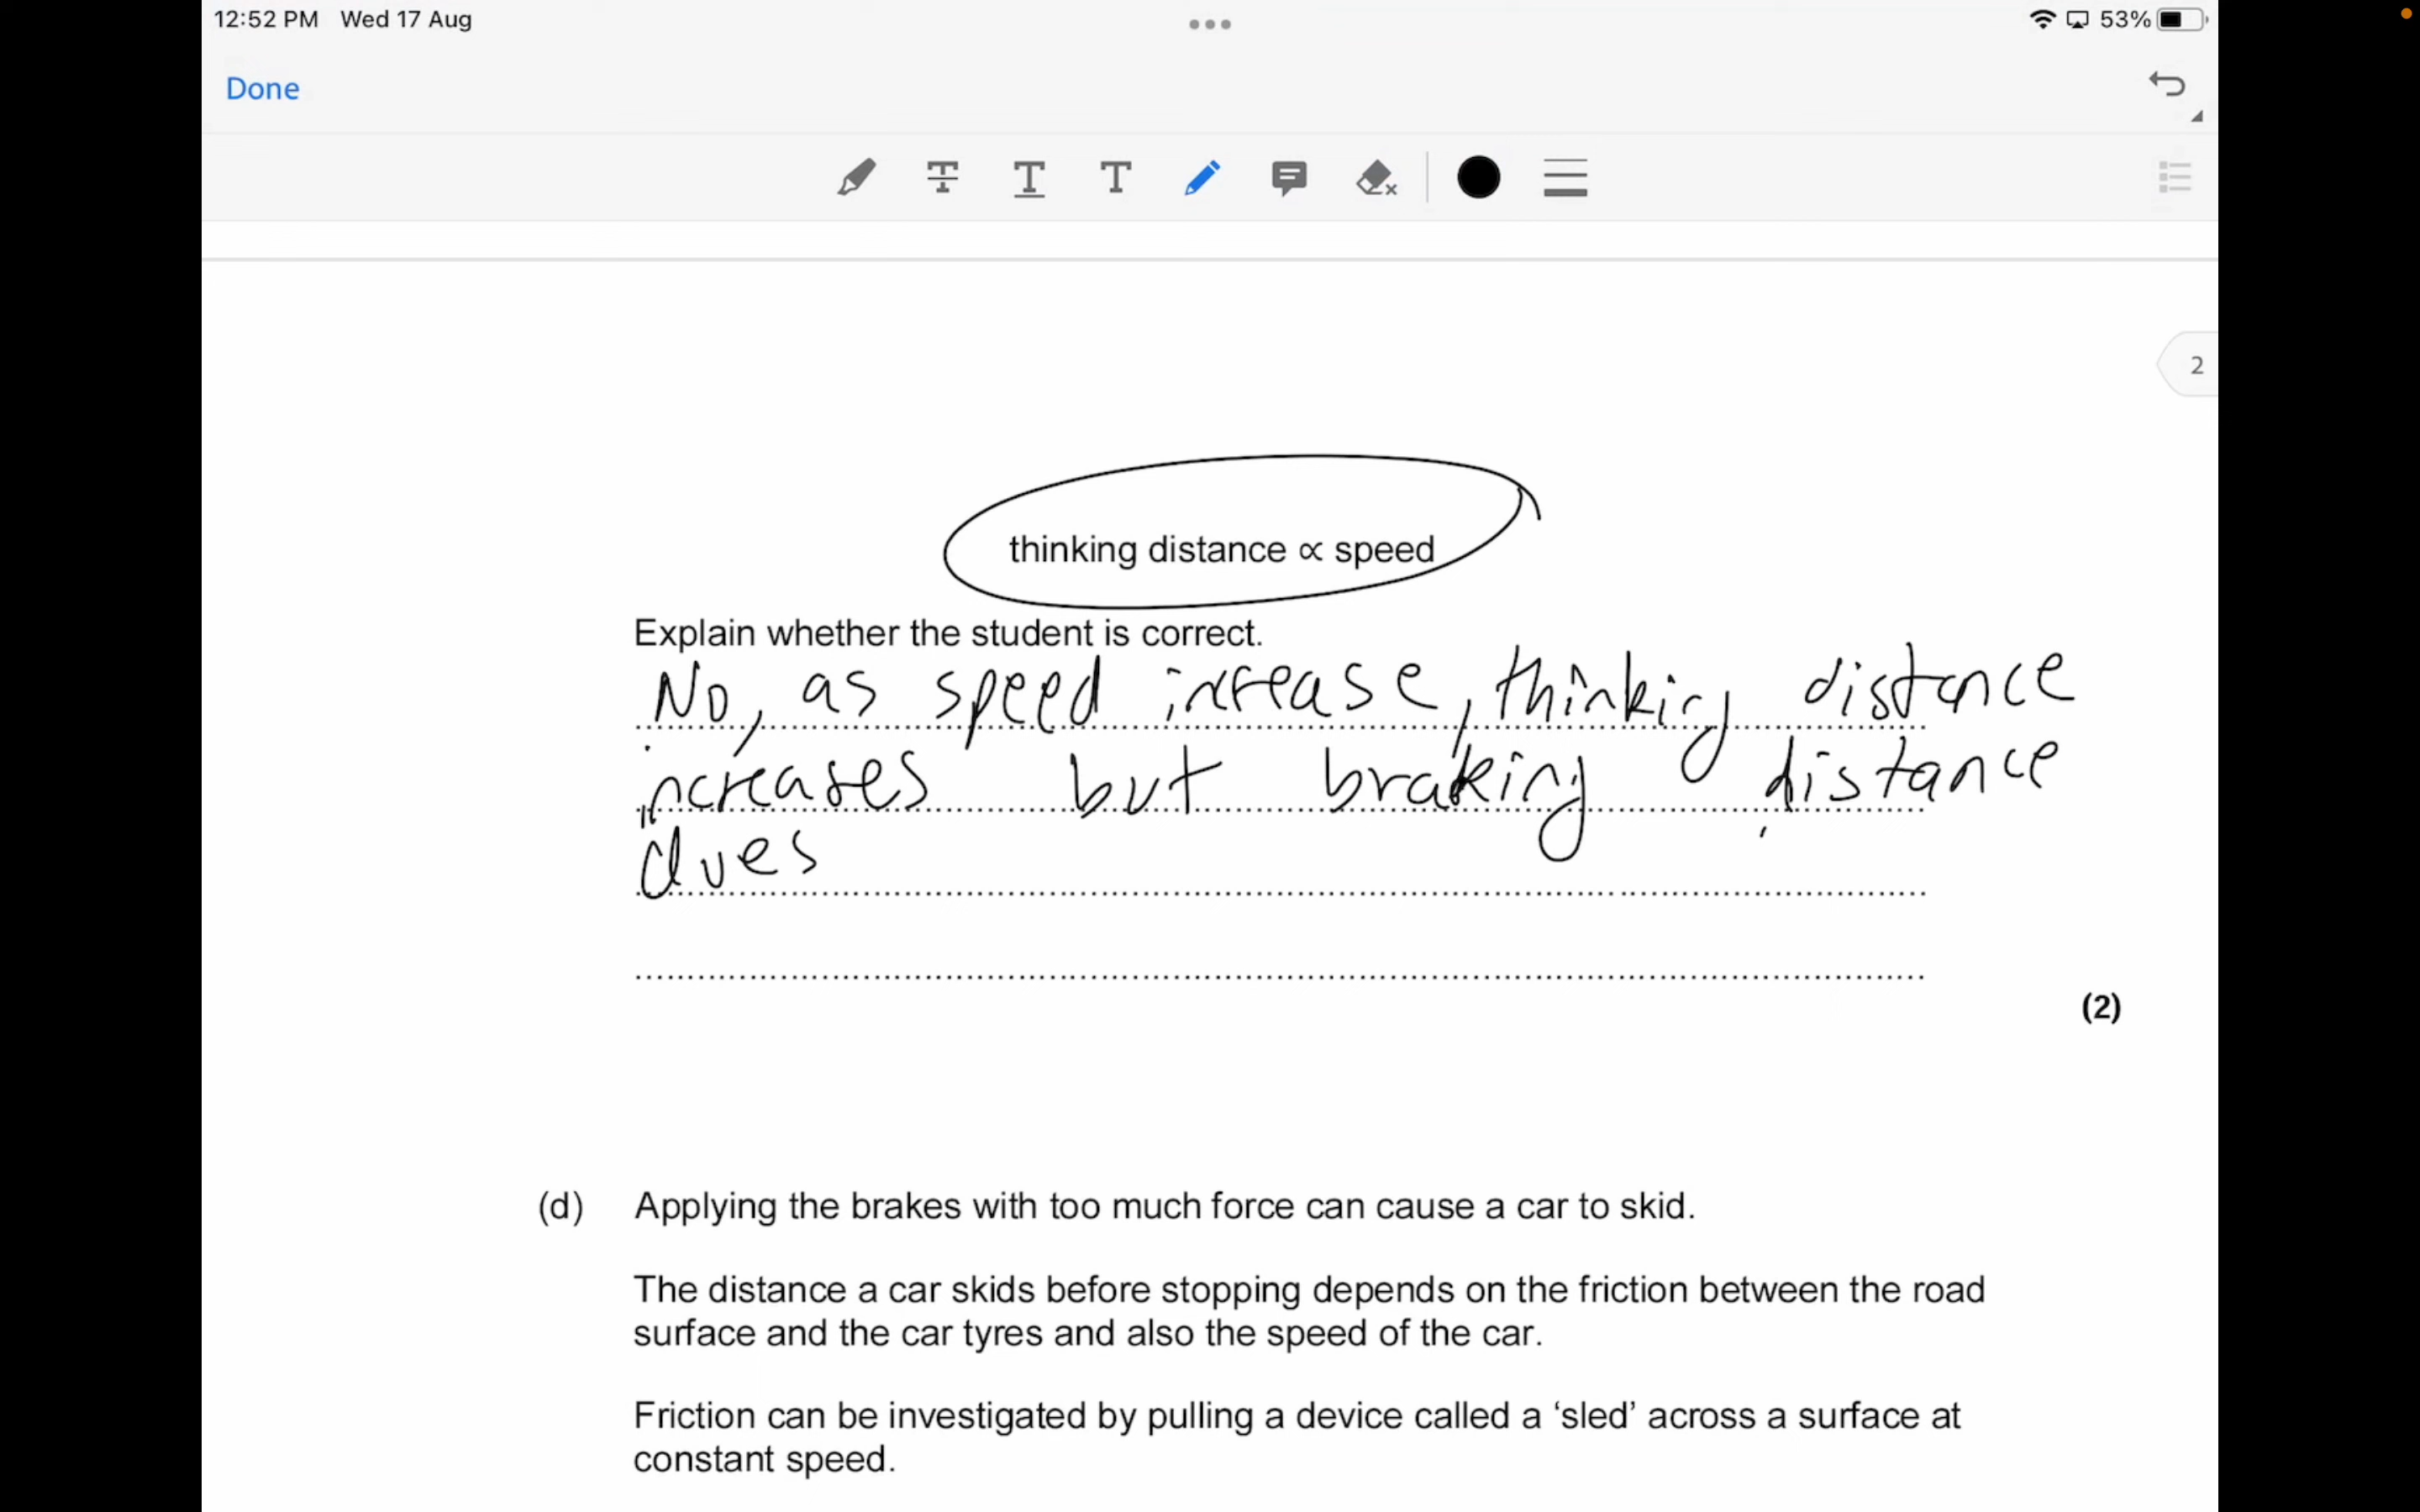 12:52 PM Wed 17 Aug
53%
Done
2
thinking distance ∝ speed
Explain whether the student is correct.
No, as speed increase, thinking distance
increases but braking distance
does
(2)
(d) Applying the brakes with too much force can cause a car to skid.
The distance a car skids before stopping depends on the friction between the road
surface and the car tyres and also the speed of the car.
Friction can be investigated by pulling a device called a ‘sled’ across a surface at
constant speed.